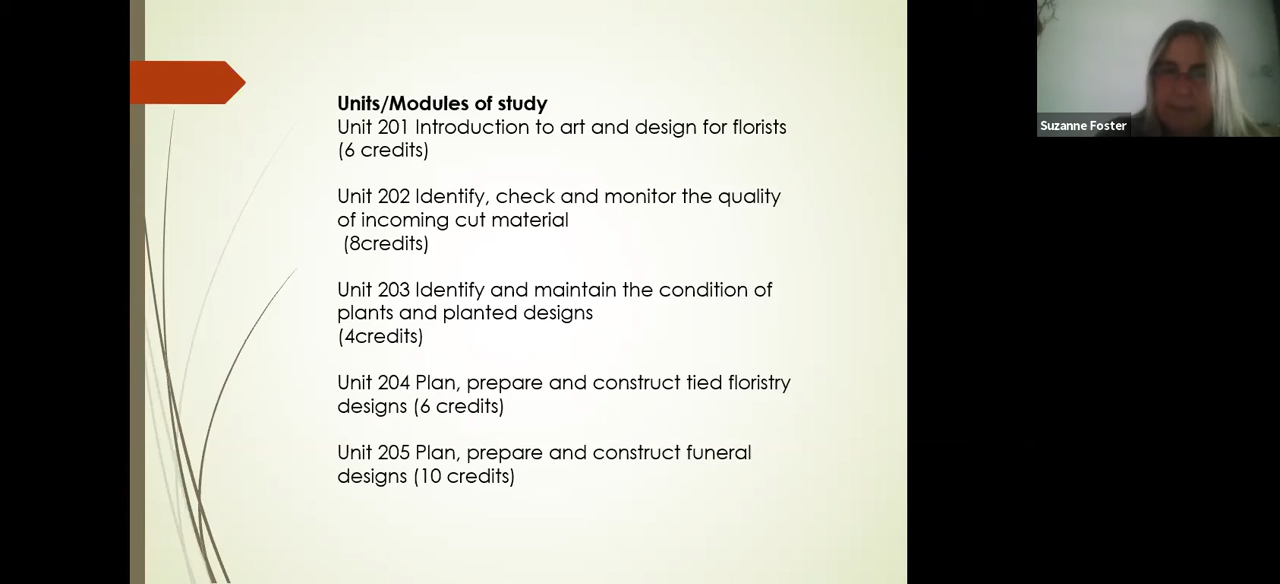 Units/Modules of study
Unit 201 Introduction to art and design for florists
(6 credits)
Unit 202 Identify, check and monitor the quality
of incoming cut material
(8credits)
Unit 203 Identify and maintain the condition of
plants and planted designs
(4credits)
Unit 204 Plan, prepare and construct tied floristry
designs (6 credits)
Unit 205 Plan, prepare and construct funeral
designs (10 credits)
Suzanne Foster